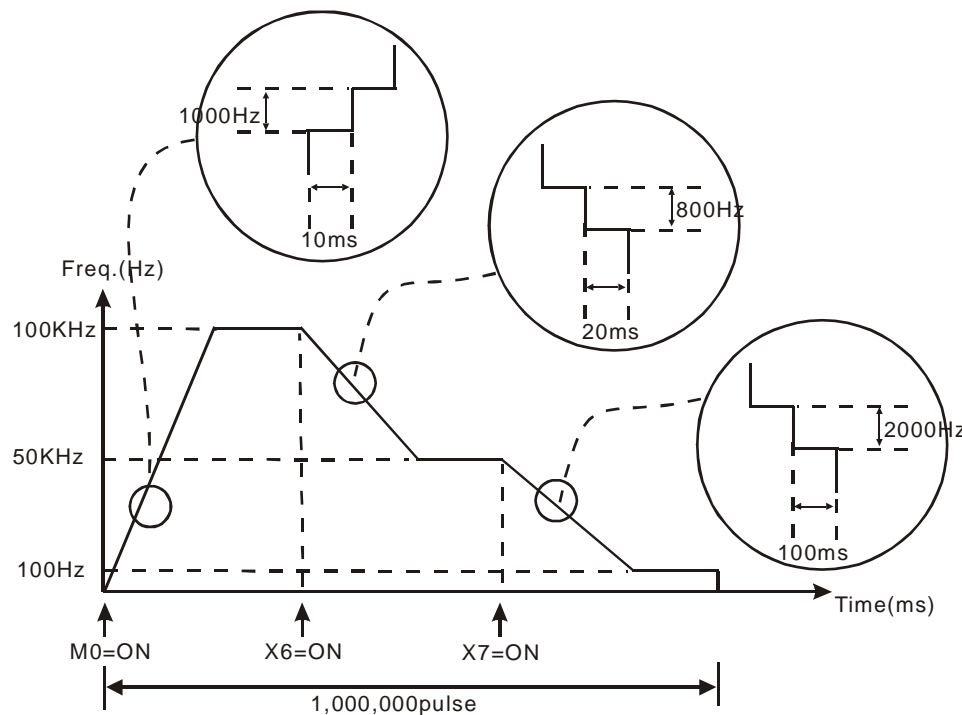 1000Hz
10ms
800Hz
20ms
2000Hz
100ms
Freq.(Hz)
100KHz
50KHz
100Hz
Time(ms)
M0=ON
X6=ON
X7=ON
1,000,000pulse